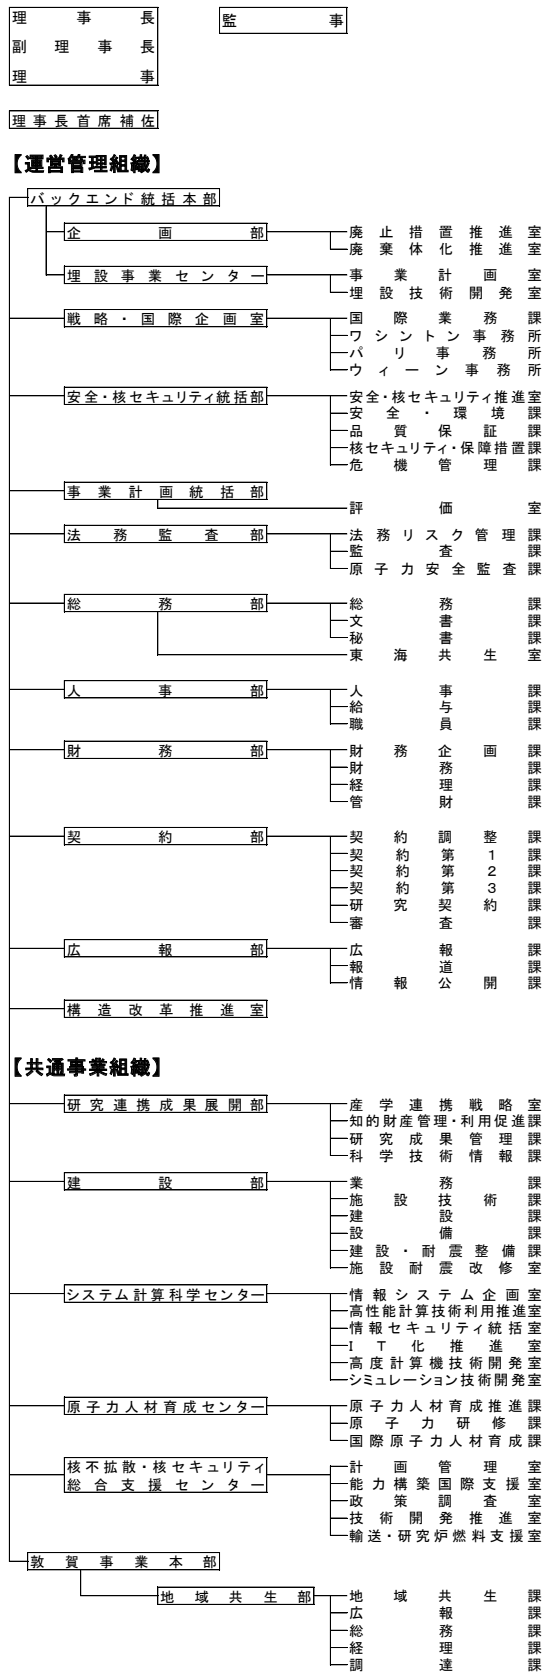 理事長
監事
副理事長
理事
理事長首席補佐
【運営管理組織】
バックエンド統括本部
企画部
廃止措置推進室
廃棄体化推進室
埋設事業センター
事業計画室
埋設技術開発室
戦略・国際企画室
国際業務課
ワシントン事務所
パリ事務所
ウィーン事務所
安全・核セキュリティ統括部
安全・核セキュリティ推進室
安全・環境課
品質保証課
核セキュリティ・保障措置課
危機管理課
事業計画統括部
評価室
法務監査部
法務リスク管理課
監査課
原子力安全監査課
総務部
総務課
文書課
秘書課
東海共生室
人事部
人事課
給与課
職員課
財務部
財務企画課
財務課
経理課
管財課
契約部
契約調整課
契約第1課
契約第2課
契約第3課
研究契約課
審査課
広報部
広報課
報道課
情報公開課
構造改革推進室
【共通事業組織】
研究連携成果展開部
産学連携戦略室
知的財産管理・利用促進課
研究成果管理課
科学技術情報課
建設部
業務課
施設技術課
建設課
設備課
建設・耐震整備課
施設耐震改修室
システム計算科学センター
情報システム企画室
高性能計算技術利用推進室
情報セキュリティ統括室
IT化推進室
高度計算機技術開発室
シミュレーション技術開発室
原子力人材育成センター
原子力人材育成推進課
原子力研修課
国際原子力人材育成課
核不拡散・核セキュリティ
総合支援センター
計画管理室
能力構築国際支援室
政策調査室
技術開発推進室
輸送・研究炉燃料支援室
敦賀事業本部
地域共生部
地域共生課
広報課
総務課
経理課
調達課